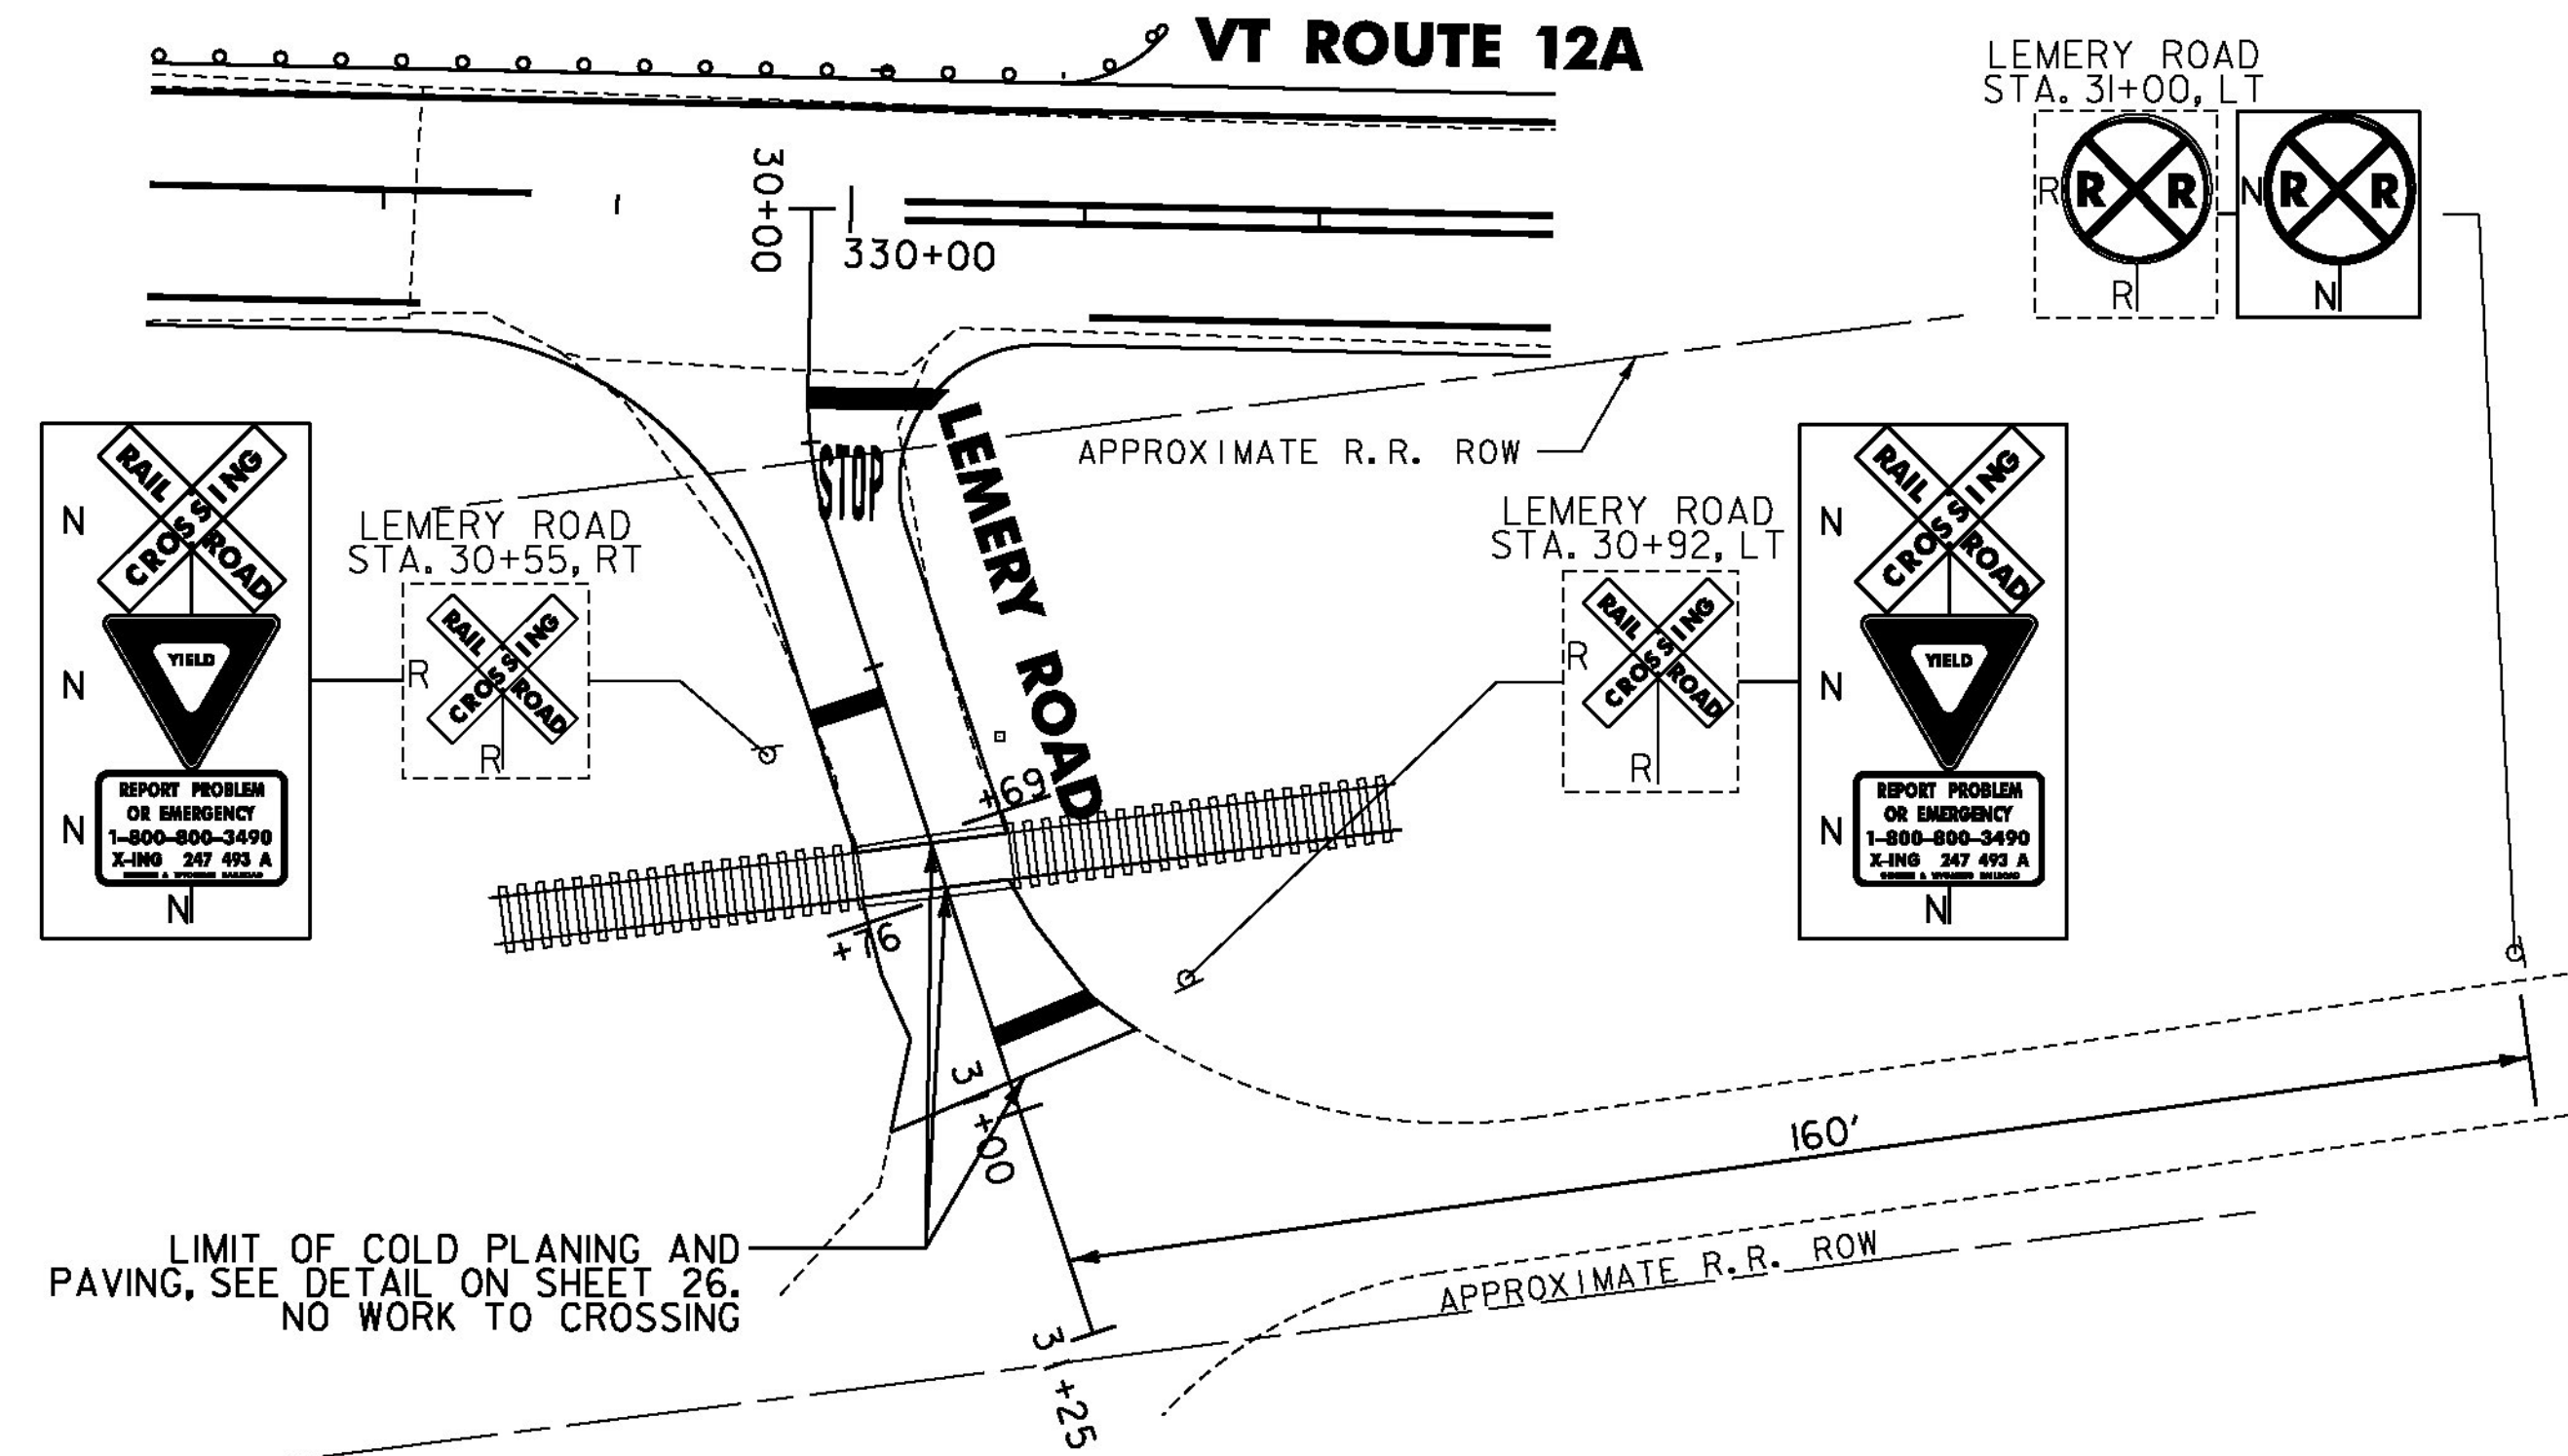 VT ROUTE 12A
LEMERY ROAD
STA. 31+00, LT
R
R R
R
N
R R
N
30+00
330+00
STOP
LEMERY ROAD
APPROXIMATE R.R. ROW
N
RAIL ROAD
CROSSING
N
YIELD
N
REPORT PROBLEM
OR EMERGENCY
1-800-800-3490
X-ING 247 493 A
N
LEMERY ROAD
STA. 30+55, RT
R
RAIL ROAD
CROSSING
R
LEMERY ROAD
STA. 30+92, LT
R
RAIL ROAD
CROSSING
R
N
RAIL ROAD
CROSSING
N
YIELD
N
REPORT PROBLEM
OR EMERGENCY
1-800-800-3490
X-ING 247 493 A
N
+69
+76
31+00
160'
LIMIT OF COLD PLANING AND
PAVING, SEE DETAIL ON SHEET 26.
NO WORK TO CROSSING
APPROXIMATE R.R. ROW
31+25